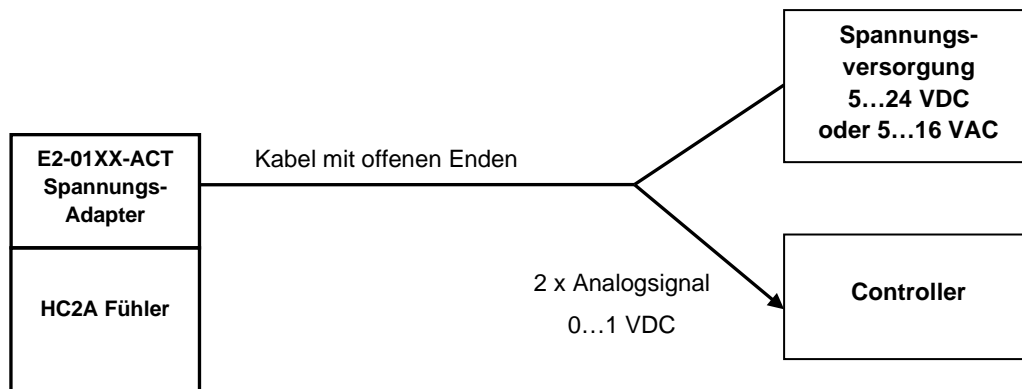 Spannungs-
versorgung
5…24 VDC
oder 5…16 VAC
E2-01XX-ACT
Spannungs-
Adapter
Kabel mit offenen Enden
HC2A Fühler
2 x Analogsignal
0…1 VDC
Controller